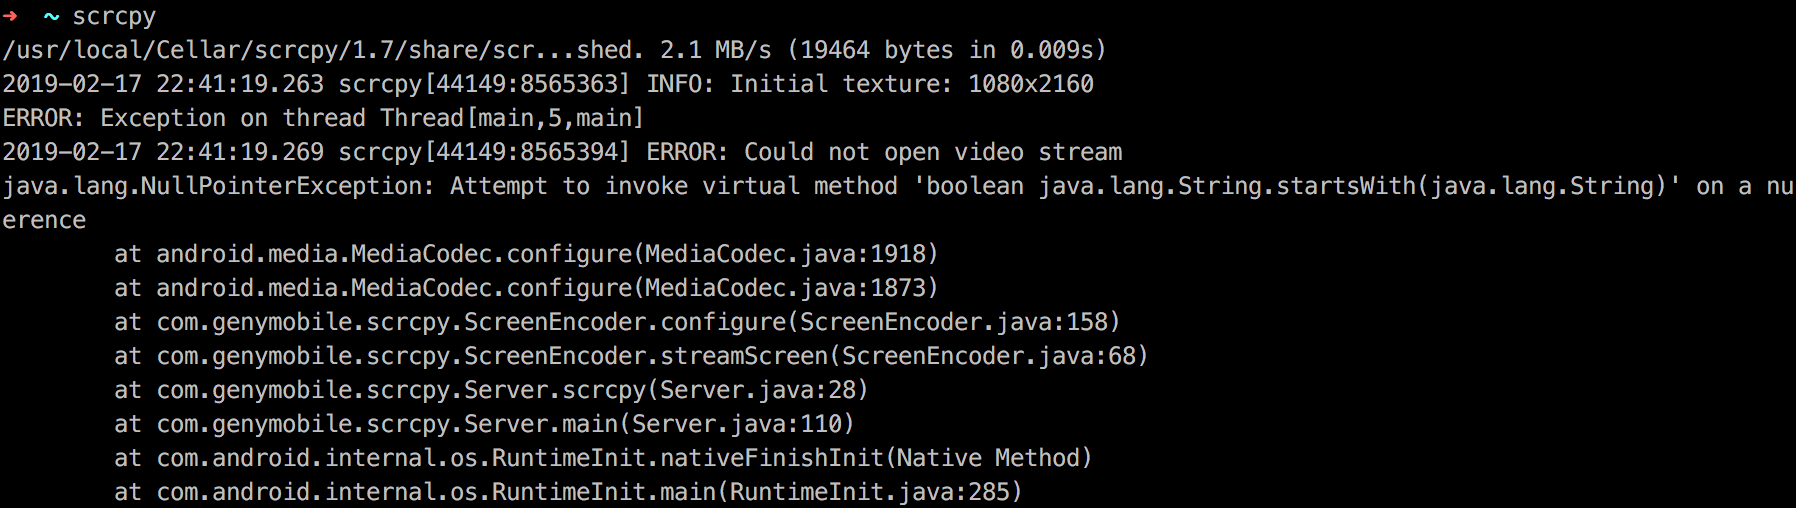 ➜  ~ scrcpy
/usr/local/Cellar/scrcpy/1.7/share/scr...shed. 2.1 MB/s (19464 bytes in 0.009s)
2019-02-17 22:41:19.263 scrcpy[44149:8565363] INFO: Initial texture: 1080x2160
ERROR: Exception on thread Thread[main,5,main]
2019-02-17 22:41:19.269 scrcpy[44149:8565394] ERROR: Could not open video stream
java.lang.NullPointerException: Attempt to invoke virtual method 'boolean java.lang.String.startsWith(java.lang.String)' on a nu
erence
        at android.media.MediaCodec.configure(MediaCodec.java:1918)
        at android.media.MediaCodec.configure(MediaCodec.java:1873)
        at com.genymobile.scrcpy.ScreenEncoder.configure(ScreenEncoder.java:158)
        at com.genymobile.scrcpy.ScreenEncoder.streamScreen(ScreenEncoder.java:68)
        at com.genymobile.scrcpy.Server.scrcpy(Server.java:28)
        at com.genymobile.scrcpy.Server.main(Server.java:110)
        at com.android.internal.os.RuntimeInit.nativeFinishInit(Native Method)
        at com.android.internal.os.RuntimeInit.main(RuntimeInit.java:285)